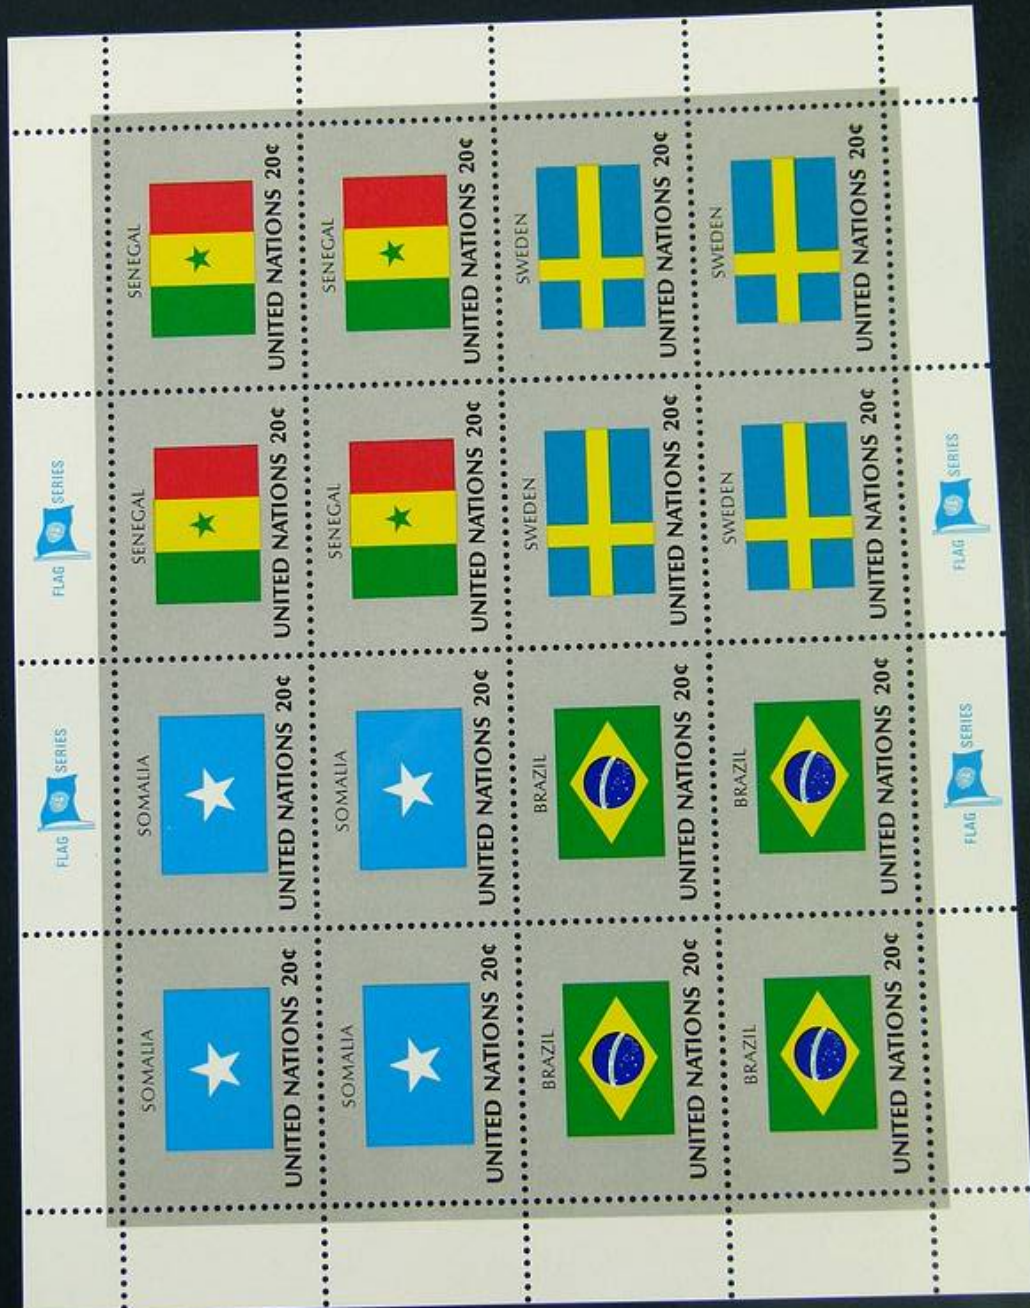 FLAG SERIES FLAG SERIES
SOMALIA SOMALIA SENEGAL SENEGAL
UNITED NATIONS 20¢ UNITED NATIONS 20¢ UNITED NATIONS 20¢ UNITED NATIONS 20¢
SOMALIA SOMALIA SENEGAL SENEGAL
UNITED NATIONS 20¢ UNITED NATIONS 20¢ UNITED NATIONS 20¢ UNITED NATIONS 20¢
BRAZIL BRAZIL SWEDEN SWEDEN
UNITED NATIONS 20¢ UNITED NATIONS 20¢ UNITED NATIONS 20¢ UNITED NATIONS 20¢
BRAZIL BRAZIL SWEDEN SWEDEN
UNITED NATIONS 20¢ UNITED NATIONS 20¢ UNITED NATIONS 20¢ UNITED NATIONS 20¢
FLAG SERIES FLAG SERIES